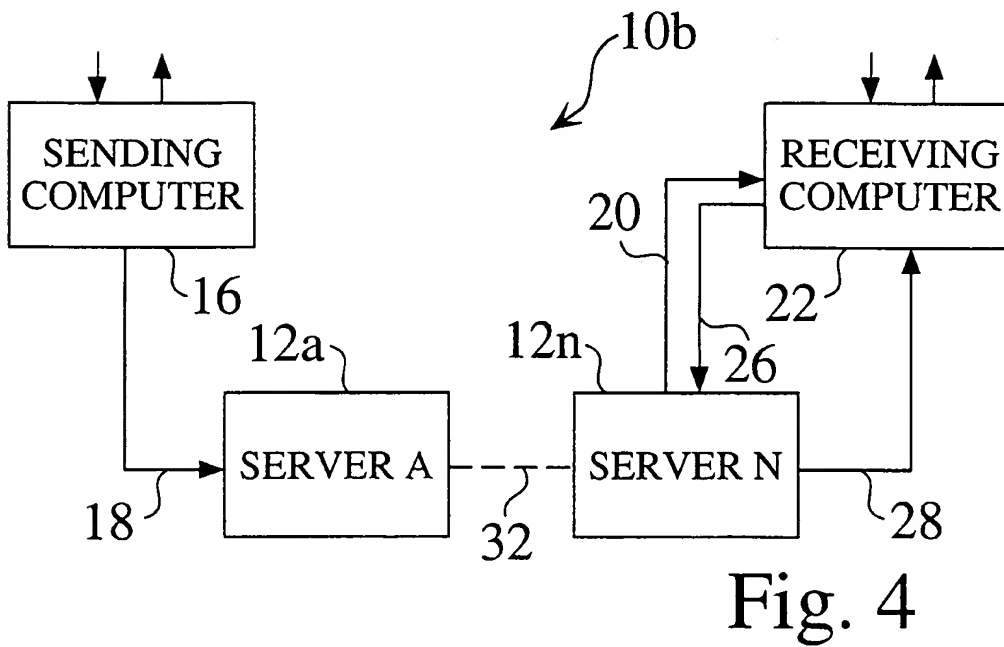 10b
SENDING
COMPUTER
RECEIVING
COMPUTER
16
20
22
12a
12n
26
SERVER A
SERVER N
18
32
28
Fig. 4